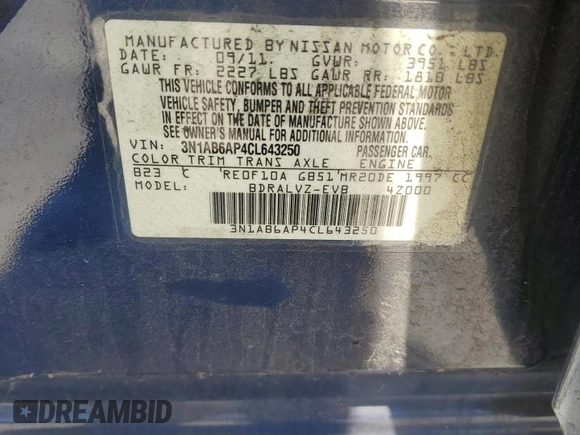 MANUFACTURED BY NISSAN MOTOR CO., LTD.
DATE: 09/11. GVWR: 3951 LBS
GAWR FR: 2227 LBS GAWR RR: 1818 LBS
THIS VEHICLE CONFORMS TO ALL APPLICABLE FEDERAL MOTOR
VEHICLE SAFETY, BUMPER AND THEFT PREVENTION STANDARDS
IN EFFECT ON THE DATE OF MANUFACTURE SHOWN ABOVE.
SEE OWNER'S MANUAL FOR ADDITIONAL INFORMATION.
VIN: 3N1AB6AP4CL643250 PASSENGER CAR.
COLOR TRIM TRANS AXLE ENGINE
B23 C RE0F10A GB51 MR20DE 1997 CC
MODEL: BDRALVZ-EVB 4Z000
3N1AB6AP4CL643250
DREAMBID